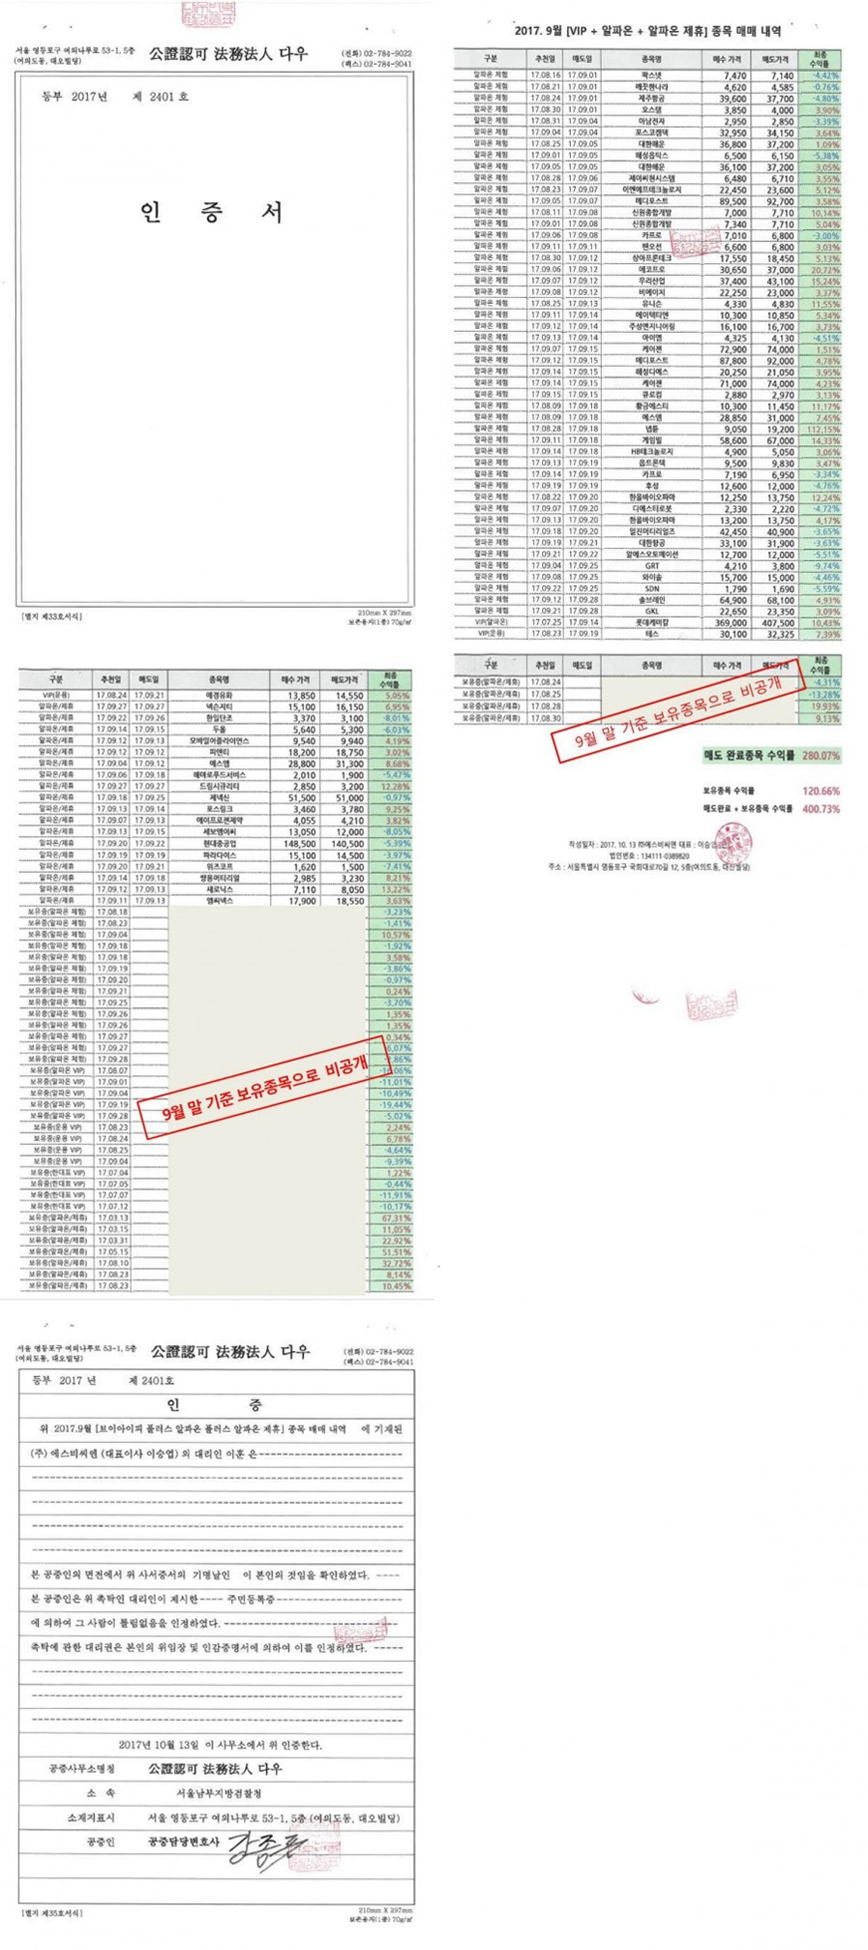 서울 영등포구 여의나루로 53-1, 5층
(여의도동, 대오빌딩)
公證認可 法務法人 다우
(전화) 02-784-9022
(팩스) 02-784-9041
등부 2017년 제 2401 호
인 증 서
[별지 제33호서식]
210mm X 297mm
보존용지(1종) 70g/㎡
2017. 9월 [VIP + 알파온 + 알파온 제휴] 종목 매매 내역
구분 추천일 매도일 종목명 매수 가격 매도 가격 최종 수익률
알파온 체험 17.08.16 17.09.01 팍스넷 7,470 7,140 -4.42%
알파온 체험 17.08.21 17.09.01 깨끗한나라 4,620 4,585 -0.76%
알파온 체험 17.08.24 17.09.01 제주항공 39,600 37,700 -4.80%
알파온 체험 17.08.30 17.09.01 오스템 3,850 4,000 3.90%
알파온 체험 17.08.31 17.09.04 아남전자 2,950 2,850 -3.39%
알파온 체험 17.09.04 17.09.05 포스코켐텍 32,950 34,150 3.64%
알파온 체험 17.08.25 17.09.05 대한해운 36,800 37,200 1.09%
알파온 체험 17.09.01 17.09.05 해성옵틱스 6,500 6,150 -5.38%
알파온 체험 17.09.05 대한해운 36,100 37,200 3.05%
알파온 체험 17.08.28 17.09.06 제이씨현시스템 6,480 6,710 3.55%
알파온 체험 17.08.23 17.09.07 이엔에프테크놀로지 22,450 23,600 5.12%
알파온 체험 17.09.05 17.09.07 메디포스트 89,500 92,700 3.58%
알파온 체험 17.08.11 17.09.08 신원종합개발 7,000 7,710 10.14%
알파온 체험 17.09.01 17.09.08 신원종합개발 7,340 7,710 5.04%
알파온 체험 17.09.06 17.09.08 카프로 7,010 6,800 -3.00%
알파온 체험 17.09.11 17.09.11 팬오션 6,600 6,800 3.03%
알파온 체험 17.08.30 17.09.12 상아프론테크 17,550 18,450 5.13%
알파온 체험 17.09.06 17.09.12 에코프로 30,650 37,000 20.72%
알파온 체험 17.09.07 17.09.12 우리산업 37,400 43,100 15.24%
알파온 체험 17.09.08 17.09.12 비에이치 22,250 23,000 3.37%
알파온 체험 17.08.25 17.09.13 유니슨 4,330 4,830 11.55%
알파온 체험 17.09.11 17.09.14 에이텍티엔 10,300 10,850 5.34%
알파온 체험 17.09.12 17.09.14 주성엔지니어링 16,100 16,700 3.73%
알파온 체험 17.09.13 17.09.14 아이엠 4,325 4,130 -4.51%
알파온 체험 17.09.07 17.09.15 케어젠 72,900 74,000 1.51%
알파온 체험 17.09.12 17.09.15 메디포스트 87,800 92,000 4.78%
알파온 체험 17.09.14 17.09.15 해성디에스 20,250 21,050 3.95%
알파온 체험 17.09.14 17.09.15 케어젠 71,000 74,000 4.23%
알파온 체험 17.09.15 17.09.15 큐로컴 2,880 2,970 3.13%
알파온 체험 17.08.09 17.09.18 황금에스티 10,300 11,450 11.17%
알파온 체험 17.08.09 17.09.18 에스엠 28,850 31,000 7.45%
알파온 체험 17.08.28 17.09.18 넵튠 9,050 19,200 112.15%
알파온 체험 17.09.11 17.09.18 게임빌 58,600 67,000 14.33%
알파온 체험 17.09.14 17.09.18 HB테크놀로지 4,900 5,050 3.06%
알파온 체험 17.09.13 17.09.19 옵트론텍 9,500 9,830 3.47%
알파온 체험 17.09.14 17.09.19 카프로 7,190 6,950 -3.34%
알파온 체험 17.09.19 17.09.19 후성 12,600 12,000 -4.76%
알파온 체험 17.08.22 17.09.20 한올바이오파마 12,250 13,750 12.24%
알파온 체험 17.09.07 17.09.20 디에스티로봇 2,330 2,220 -4.72%
알파온 체험 17.09.13 17.09.20 한올바이오파마 13,200 13,750 4.17%
알파온 체험 17.09.18 17.09.20 일진머티리얼즈 42,450 40,900 -3.65%
알파온 체험 17.09.19 17.09.21 대한항공 33,100 31,900 -3.63%
알파온 체험 17.09.21 17.09.22 알에스오토메이션 12,700 12,000 -5.51%
알파온 체험 17.09.04 17.09.25 GRT 4,210 3,800 -9.74%
알파온 체험 17.09.08 17.09.25 와이솔 15,700 15,000 -4.46%
알파온 체험 17.09.22 17.09.25 SDN 1,790 1,690 -5.59%
알파온 체험 17.09.12 17.09.28 솔브레인 64,900 68,100 4.93%
알파온 체험 17.09.21 17.09.28 GKL 22,650 23,350 3.09%
VIP(알파온) 17.07.25 17.09.14 롯데케미칼 369,000 407,500 10.43%
VIP(운용) 17.08.23 17.09.19 테스 30,100 32,325 7.39%
구분 추천일 매도일 종목명 매수 가격 매도가격 최종 수익률
VIP(운용) 17.08.24 17.09.21 애경유화 13,850 14,550 5.05%
알파온/제휴 17.09.27 17.09.27 넥슨지티 15,100 16,150 6.95%
알파온/제휴 17.09.22 17.09.26 한일단조 3,370 3,100 -8.01%
알파온/제휴 17.09.14 17.09.15 두올 5,640 5,300 -6.03%
알파온/제휴 17.09.12 17.09.13 모바일어플라이언스 9,540 9,940 4.19%
알파온/제휴 17.09.12 17.09.12 피앤티 18,200 18,750 3.02%
알파온/제휴 17.09.04 17.09.12 에스엠 28,800 31,300 8.68%
알파온/제휴 17.09.06 17.09.18 해마로푸드서비스 2,010 1,900 -5.47%
알파온/제휴 17.09.27 17.09.27 드림시큐리티 2,850 3,200 12.28%
알파온/제휴 17.09.18 17.09.25 제넥신 51,500 51,000 -0.97%
알파온/제휴 17.09.13 17.09.14 포스링크 3,460 3,780 9.25%
알파온/제휴 17.09.07 17.09.13 에이프로젠제약 4,055 4,210 3.82%
알파온/제휴 17.09.13 17.09.15 세보엠이씨 13,050 12,000 -8.05%
알파온/제휴 17.09.20 17.09.22 현대중공업 148,500 140,500 -5.39%
알파온/제휴 17.09.19 17.09.19 파라다이스 15,100 14,500 -3.97%
알파온/제휴 17.09.20 17.09.21 위즈코프 1,620 1,500 -7.41%
알파온/제휴 17.09.14 17.09.18 쌍용머티리얼 2,985 3,230 8.21%
알파온/제휴 17.09.12 17.09.13 새로닉스 7,110 8,050 13.22%
알파온/제휴 17.09.11 17.09.13 엠씨넥스 17,900 18,550 3.63%
보유중(알파온 체험) 17.08.18 -3.23%
보유중(알파온 체험) 17.08.23 -1.41%
보유중(알파온 체험) 17.09.04 10.57%
보유중(알파온 체험) 17.09.18 -1.92%
보유중(알파온 체험) 17.09.18 3.58%
보유중(알파온 체험) 17.09.19 -3.86%
보유중(알파온 체험) 17.09.20 -0.97%
보유중(알파온 체험) 17.09.21 0.24%
보유중(알파온 체험) 17.09.25 -3.70%
보유중(알파온 체험) 17.09.26 1.35%
보유중(알파온 체험) 17.09.26 1.35%
보유중(알파온 체험) 17.09.27 0.34%
보유중(알파온 체험) 17.09.27
보유중(알파온 체험) 17.09.28
보유중(알파온 VIP) 17.08.07
보유중(알파온 VIP) 17.09.01 -11.01%
보유중(알파온 VIP) 17.09.04 -10.49%
보유중(알파온 VIP) 17.09.19 -19.44%
보유중(알파온 VIP) 17.09.28 -5.02%
보유중(운용 VIP) 17.08.23 2.24%
보유중(운용 VIP) 17.08.24 6.78%
보유중(운용 VIP) 17.08.25 -4.64%
보유중(운용 VIP) 17.09.04 -9.39%
보유중(한대표 VIP) 17.07.04 1.22%
보유중(한대표 VIP) 17.07.05 -0.44%
보유중(한대표 VIP) 17.07.07 -11.91%
보유중(한대표 VIP) 17.07.12 -10.17%
보유중(알파온/제휴) 17.03.13 67.31%
보유중(알파온/제휴) 17.03.15 11.05%
보유중(알파온/제휴) 17.03.31 22.92%
보유중(알파온/제휴) 17.05.15 51.51%
보유중(알파온/제휴) 17.08.10 32.72%
보유중(알파온/제휴) 17.08.23 8.14%
보유중(알파온/제휴) 17.08.23 10.45%
9월 말 기준 보유종목으로 비공개
구분 추천일 매도일 종목명 매수 가격 매도가격 최종 수익률
보유중(알파온/제휴) 17.08.24 -4.31%
보유중(알파온/제휴) 17.08.25 -13.28%
보유중(알파온/제휴) 17.08.28 19.93%
보유중(알파온/제휴) 17.08.30 9.13%
9월 말 기준 보유종목으로 비공개
매도 완료종목 수익률 280.07%
보유종목 수익률 120.66%
매도완료 + 보유종목 수익률 400.73%
작성일자 : 2017. 10. 13 ㈜에스비씨엔 대표 : 이승엽
법인번호 : 134111-0389820
주소 : 서울특별시 영등포구 국회대로70길 12, 5층(여의도동, 대산빌딩)
서울 영등포구 여의나루로 53-1, 5층
(여의도동, 대오빌딩)
公證認可 法務法人 다우
(전화) 02-784-9022
(팩스) 02-784-9041
등부 2017 년 제 2401호
인 증
위 2017.9월 [브이아이피 플러스 알파온 플러스 알파온 제휴] 종목 매매 내역 에 기재된
(주) 에스비씨엔 (대표이사 이승엽) 의 대리인 이훈 은
본 공증인의 면전에서 위 사서증서의 기명날인 이 본인의 것임을 확인하였다.
본 공증인은 위 촉탁인 대리인이 제시한 ---- 주민등록증
에 의하여 그 사람이 틀림없음을 인정하였다.
촉탁에 관한 대리권은 본인의 위임장 및 인감증명서에 의하여 이를 인정하였다.
2017년 10월 13일 이 사무소에서 위 인증한다.
공증사무소명칭 公證認可 法務法人 다우
소 속 서울남부지방검찰청
소재지표시 서울 영등포구 여의나루로 53-1, 5층 (여의도동, 대오빌딩)
공증인 공증담당변호사
[별지 제35호서식]
210mm X 297mm
보존용지(1종) 70g/㎡